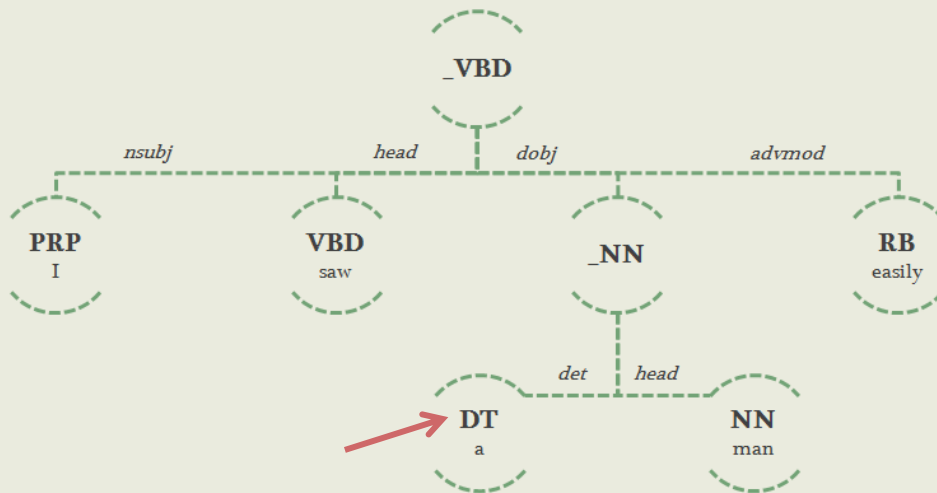 _VBD
nsubj head dobj advmod
PRP VBD _NN RB
I saw easily
det head
DT NN
a man